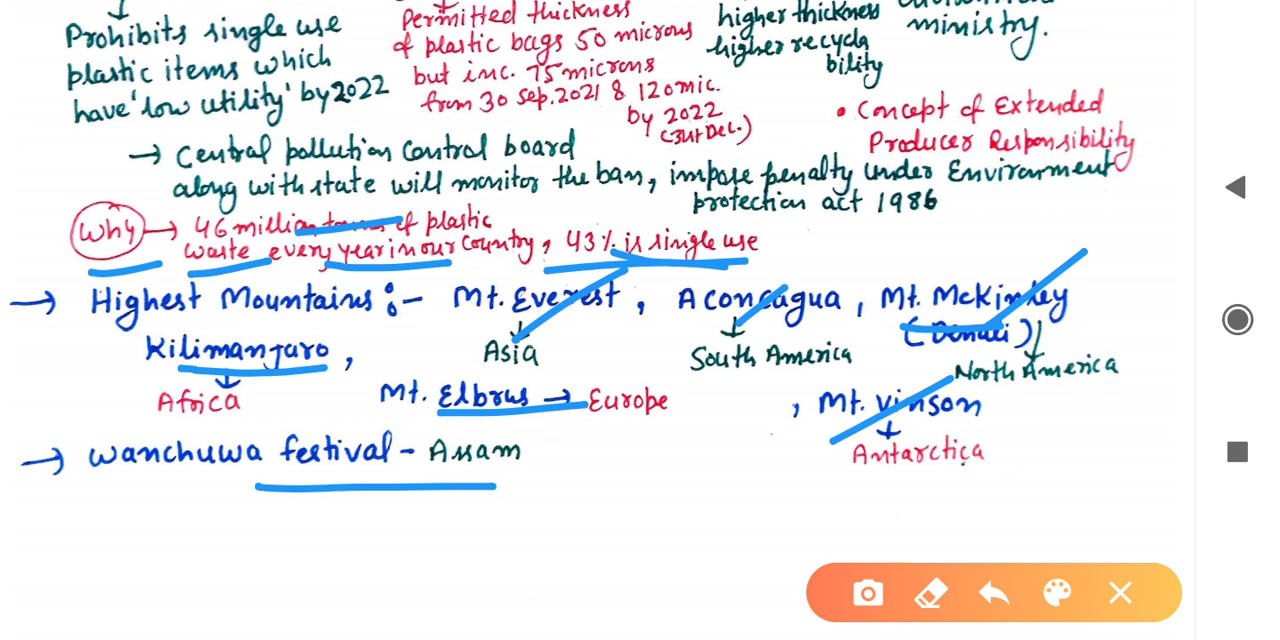 Prohibits single use
plastic items which
have 'low utility' by 2022
Permitted thickness
of plastic bags 50 microns
but inc. 75 microns
from 30 Sep. 2021 & 120 mic.
by 2022
(31st Dec.)
higher thickness
higher recycla
bility
ministry.
• Concept of Extended
Producer Responsibility
→ Central pollution control board
along with state will monitor the ban, impose penalty under Environment
protection act 1986
Why → 46 million tonnes of plastic
waste every year in our country, 43% is single use
→ Highest Mountains :- Mt. Everest, Aconcagua, Mt. McKinley
(Denali)
Asia
South America
North America
Kilimanjaro,
Africa
Mt. Elbrus → Europe
, Mt. Vinson
Antarctica
→ Wanchuwa festival - Assam